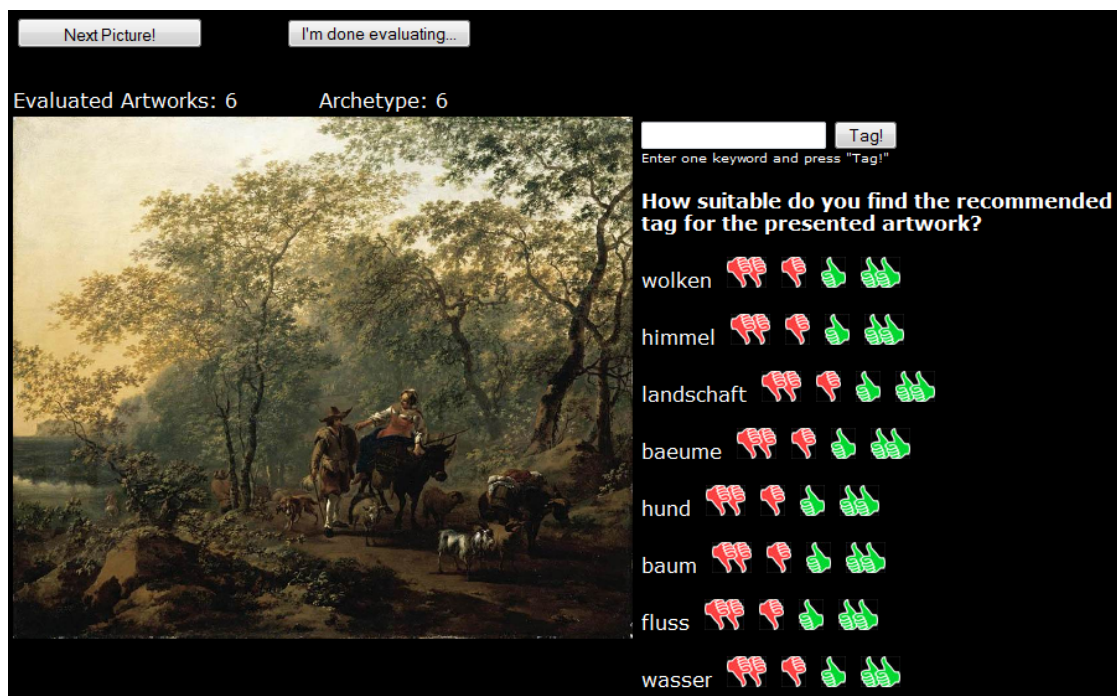 Next Picture!
I'm done evaluating...
Evaluated Artworks: 6
Archetype: 6
Tag!
Enter one keyword and press "Tag!"
How suitable do you find the recommended
tag for the presented artwork?
wolken
himmel
landschaft
baeume
hund
baum
fluss
wasser